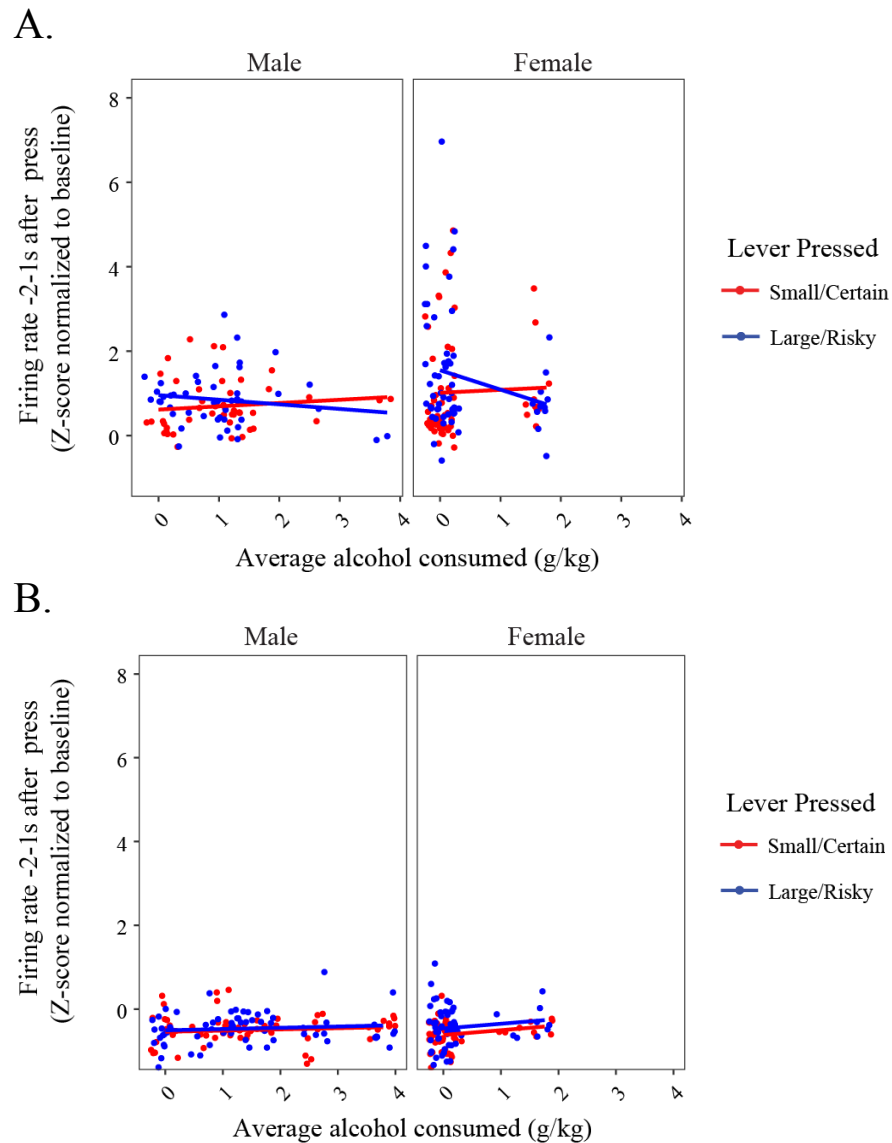 A.
Male
Female
Firing rate -2-1s after press
(Z-score normalized to baseline)
8
6
4
2
0
Lever Pressed
Small/Certain
Large/Risky
0 1 2 3 4
0 1 2 3 4
Average alcohol consumed (g/kg)
B.
Male
Female
Firing rate -2-1s after press
(Z-score normalized to baseline)
8
6
4
2
0
Lever Pressed
Small/Certain
Large/Risky
0 1 2 3 4
0 1 2 3 4
Average alcohol consumed (g/kg)